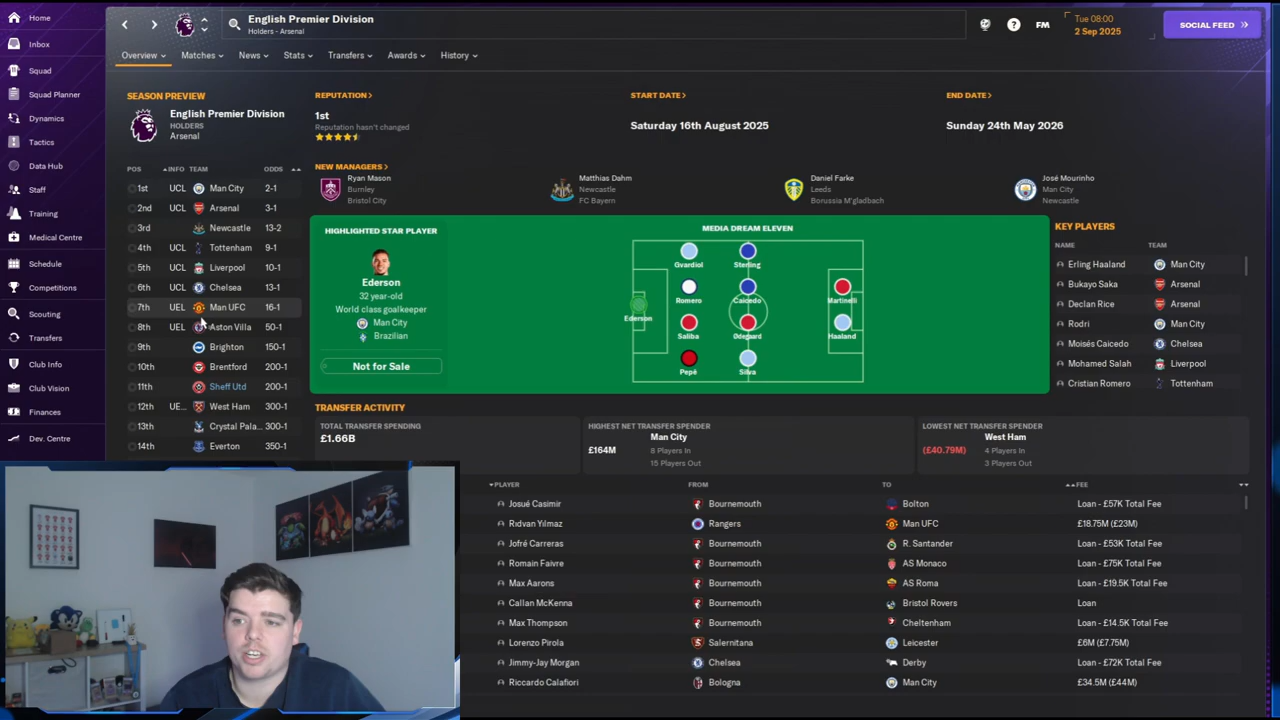 Home
Inbox
Squad
Squad Planner
Dynamics
Tactics
Data Hub
Staff
Training
Medical Centre
Schedule
Competitions
Scouting
Transfers
Club Info
Club Vision
Finances
Dev. Centre
English Premier Division
Holders - Arsenal
FM
Tue 08:00
2 Sep 2025
SOCIAL FEED
Overview
Matches
News
Stats
Transfers
Awards
History
SEASON PREVIEW
English Premier Division
HOLDERS
Arsenal
POS INFO TEAM ODDS
1st UCL Man City 2-1
2nd UCL Arsenal 3-1
3rd Newcastle 13-2
4th UCL Tottenham 9-1
5th UCL Liverpool 10-1
6th UCL Chelsea 13-1
7th UEL Man UFC 16-1
8th UEL Aston Villa 50-1
9th Brighton 150-1
10th Brentford 200-1
11th Sheff Utd 200-1
12th UE... West Ham 300-1
13th Crystal Pala... 300-1
14th Everton 350-1
REPUTATION
1st
Reputation hasn't changed
START DATE
Saturday 16th August 2025
END DATE
Sunday 24th May 2026
NEW MANAGERS
Ryan Mason
Burnley
Bristol City
Matthias Dahm
Newcastle
FC Bayern
Daniel Farke
Leeds
Borussia M'gladbach
José Mourinho
Man City
Newcastle
HIGHLIGHTED STAR PLAYER
Ederson
32 year-old
World class goalkeeper
Man City
Brazilian
Not for Sale
MEDIA DREAM ELEVEN
Gvardiol
Sterling
Romero
Caicedo
Martinelli
Ederson
Saliba
Ødegaard
Haaland
Pepê
Silva
KEY PLAYERS
NAME TEAM
Erling Haaland Man City
Bukayo Saka Arsenal
Declan Rice Arsenal
Rodri Man City
Moisés Caicedo Chelsea
Mohamed Salah Liverpool
Cristian Romero Tottenham
TRANSFER ACTIVITY
TOTAL TRANSFER SPENDING
£1.66B
HIGHEST NET TRANSFER SPENDER
£164M
Man City
8 Players In
15 Players Out
LOWEST NET TRANSFER SPENDER
(£40.79M)
West Ham
4 Players In
3 Players Out
PLAYER FROM TO FEE
Josué Casimir Bournemouth Bolton Loan - £57K Total Fee
Rıdvan Yılmaz Rangers Man UFC £18.75M (£23M)
Jofré Carreras Bournemouth R. Santander Loan - £53K Total Fee
Romain Faivre Bournemouth AS Monaco Loan - £75K Total Fee
Max Aarons Bournemouth AS Roma Loan - £19.5K Total Fee
Callan McKenna Bournemouth Bristol Rovers Loan
Max Thompson Bournemouth Cheltenham Loan - £14.5K Total Fee
Lorenzo Pirola Salernitana Leicester £6M (£7.75M)
Jimmy-Jay Morgan Chelsea Derby Loan - £72K Total Fee
Riccardo Calafiori Bologna Man City £34.5M (£44M)